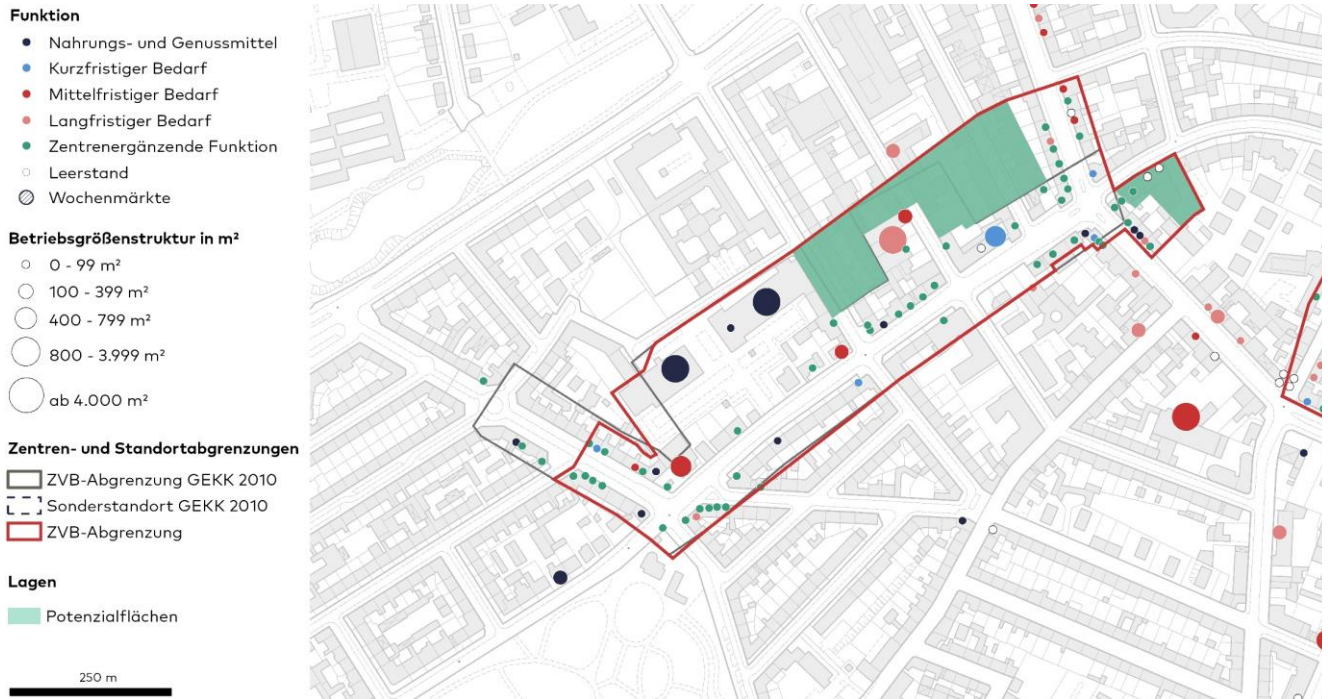 Funktion
Nahrungs- und Genussmittel
Kurzfristiger Bedarf
Mittelfristiger Bedarf
Langfristiger Bedarf
Zentrenergänzende Funktion
Leerstand
Wochenmärkte
Betriebsgrößenstruktur in m²
0 - 99 m²
100 - 399 m²
400 - 799 m²
800 - 3.999 m²
ab 4.000 m²
Zentren- und Standortabgrenzungen
ZVB-Abgrenzung GEKK 2010
Sonderstandort GEKK 2010
ZVB-Abgrenzung
Lagen
Potenzialflächen
250 m